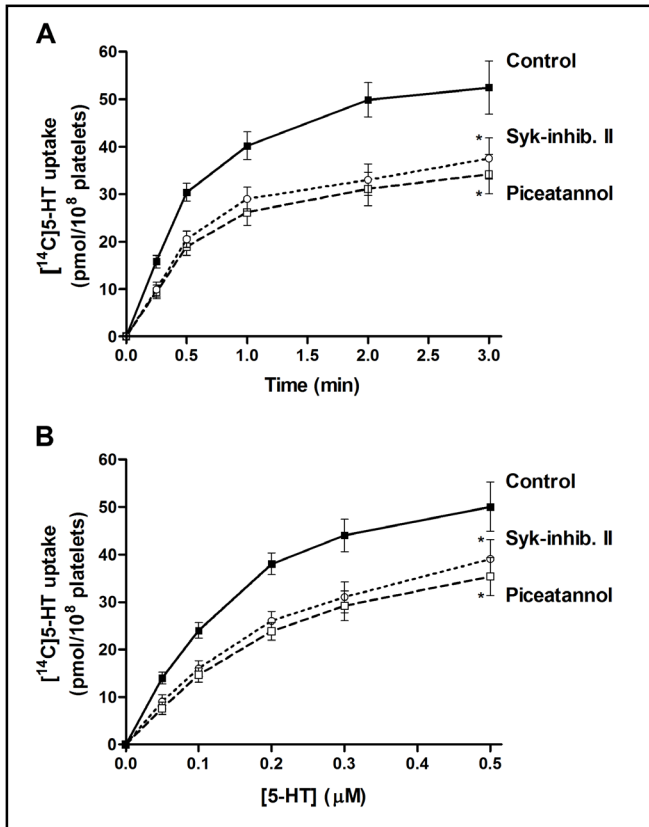 A
60
50
40
30
20
10
0
[¹⁴C]5-HT uptake
(pmol/10⁸ platelets)
Control
* Syk-inhib. II
* Piceatannol
0.0 0.5 1.0 1.5 2.0 2.5 3.0
Time (min)
B
60
50
40
30
20
10
0
[¹⁴C]5-HT uptake
(pmol/10⁸ platelets)
Control
* Syk-inhib. II
* Piceatannol
0.0 0.1 0.2 0.3 0.4 0.5
[5-HT] (μM)